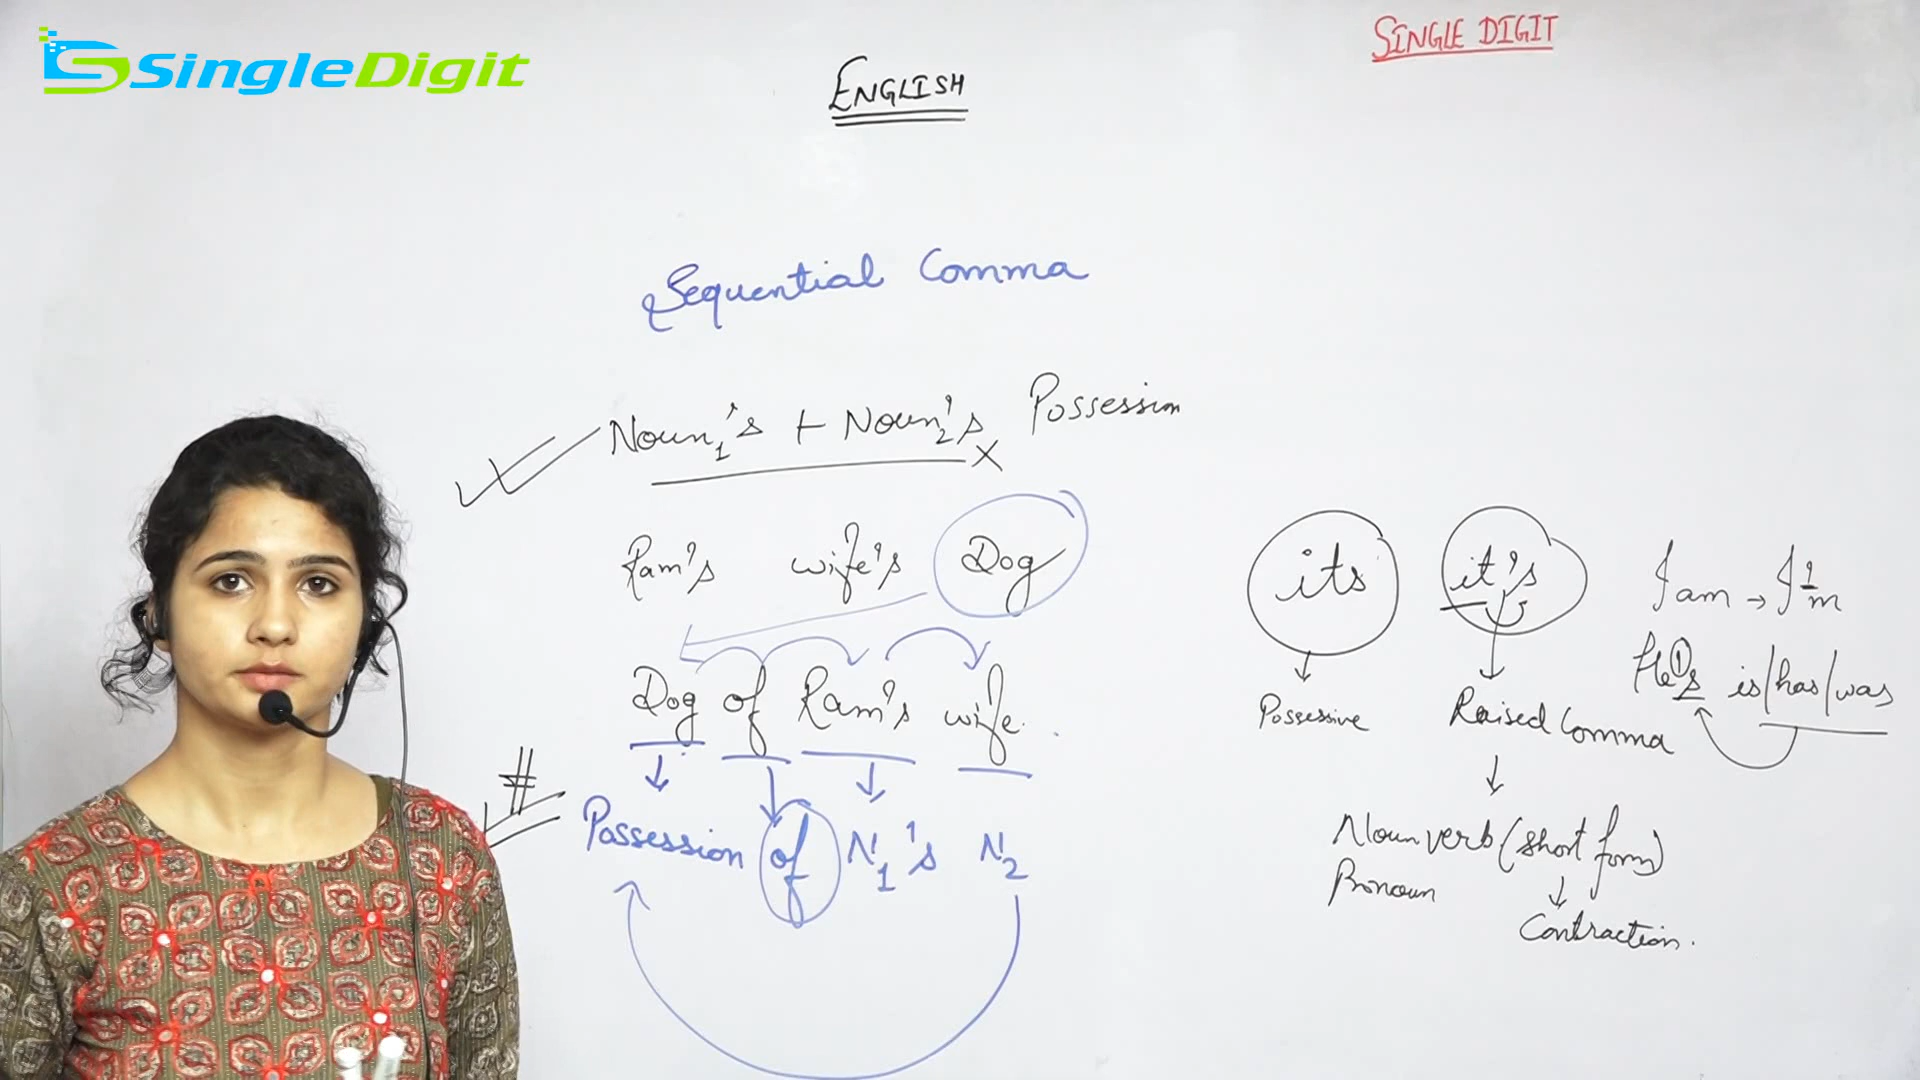 SingleDigit
SINGLE DIGIT
ENGLISH
Sequential Comma
Noun1's + Noun2's Possession
X
Ram's wife's Dog
Dog of Ram's wife.
# Possession of N1's N2
its it's I am → I'm
He's is/has/was
Possessive Raised Comma
Noun verb (short form)
Pronoun
Contraction.